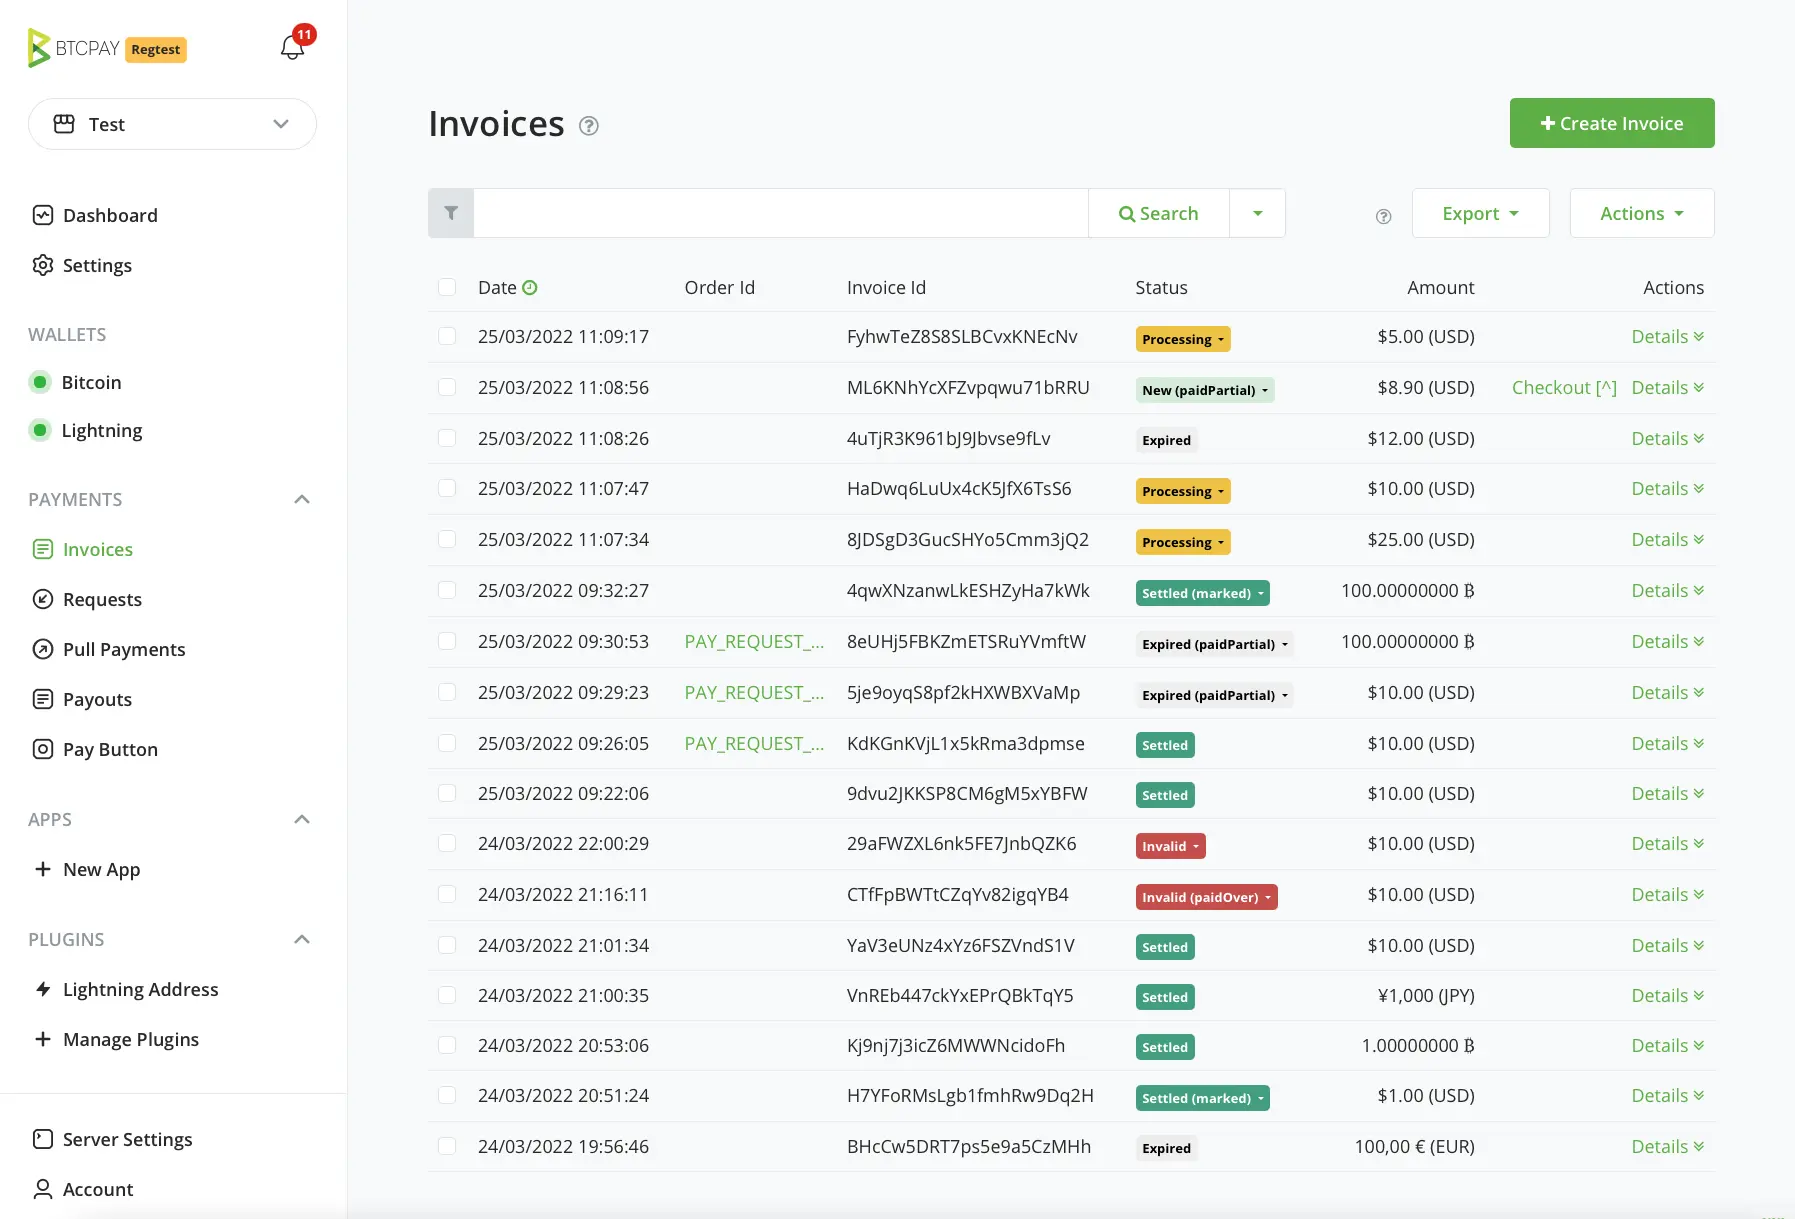 BTCPAY Regtest
11
Test
Dashboard
Settings
WALLETS
Bitcoin
Lightning
PAYMENTS
Invoices
Requests
Pull Payments
Payouts
Pay Button
APPS
New App
PLUGINS
Lightning Address
Manage Plugins
Server Settings
Account
Invoices
Create Invoice
Search
Export
Actions
Date Order Id Invoice Id Status Amount Actions
25/03/2022 11:09:17 FyhwTeZ8S8SLBCvxKNEcNv Processing $5.00 (USD) Details
25/03/2022 11:08:56 ML6KNhYcXFZvpqwu71bRRU New (paidPartial) $8.90 (USD) Checkout [^] Details
25/03/2022 11:08:26 4uTjR3K961bJ9Jbvse9fLv Expired $12.00 (USD) Details
25/03/2022 11:07:47 HaDwq6LuUx4cK5JfX6TsS6 Processing $10.00 (USD) Details
25/03/2022 11:07:34 8JDSgD3GucSHYo5Cmm3jQ2 Processing $25.00 (USD) Details
25/03/2022 09:32:27 4qwXNzanwLkESHZyHa7kWk Settled (marked) 100.00000000 ₿ Details
25/03/2022 09:30:53 PAY_REQUEST_... 8eUHj5FBKZmETSRuYVmftW Expired (paidPartial) 100.00000000 ₿ Details
25/03/2022 09:29:23 PAY_REQUEST_... 5je9oyqS8pf2kHXWBXVaMp Expired (paidPartial) $10.00 (USD) Details
25/03/2022 09:26:05 PAY_REQUEST_... KdKGnKVjL1x5kRma3dpmse Settled $10.00 (USD) Details
25/03/2022 09:22:06 9dvu2JKKSP8CM6gM5xYBFW Settled $10.00 (USD) Details
24/03/2022 22:00:29 29aFWZXL6nk5FE7JnbQZK6 Invalid $10.00 (USD) Details
24/03/2022 21:16:11 CTfFpBWTtCZqYv82igqYB4 Invalid (paidOver) $10.00 (USD) Details
24/03/2022 21:01:34 YaV3eUNz4xYz6FSZVndS1V Settled $10.00 (USD) Details
24/03/2022 21:00:35 VnREb447ckYxEPrQBkTqY5 Settled ¥1,000 (JPY) Details
24/03/2022 20:53:06 Kj9nj7j3icZ6MWWNcidoFh Settled 1.00000000 ₿ Details
24/03/2022 20:51:24 H7YFoRMsLgb1fmhRw9Dq2H Settled (marked) $1.00 (USD) Details
24/03/2022 19:56:46 BHcCw5DRT7ps5e9a5CzMHh Expired 100,00 € (EUR) Details